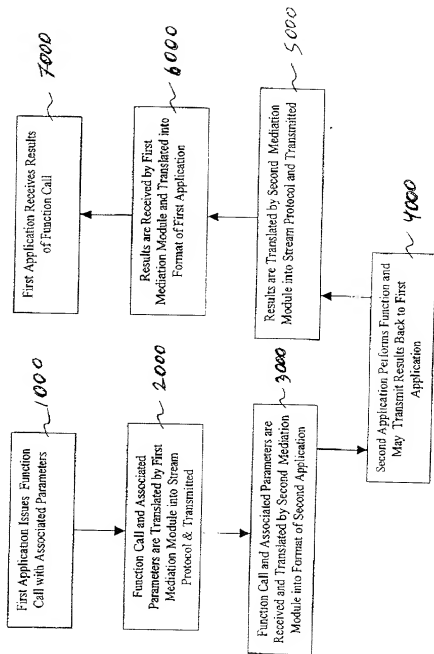 First Application Issues Function
Call with Associated Parameters
1000
Function Call and Associated
Parameters are Translated by First
Mediation Module into Stream
Protocol & Transmitted
2000
Function Call and Associated Parameters are
Received and Translated by Second Mediation
Module into Format of Second Application
3000
Second Application Performs Function and
May Transmit Results Back to First
Application
4000
Results are Translated by Second Mediation
Module into Stream Protocol and Transmitted
5000
Results are Received by First
Mediation Module and Translated into
Format of First Application
6000
First Application Receives Results
of Function Call
7000